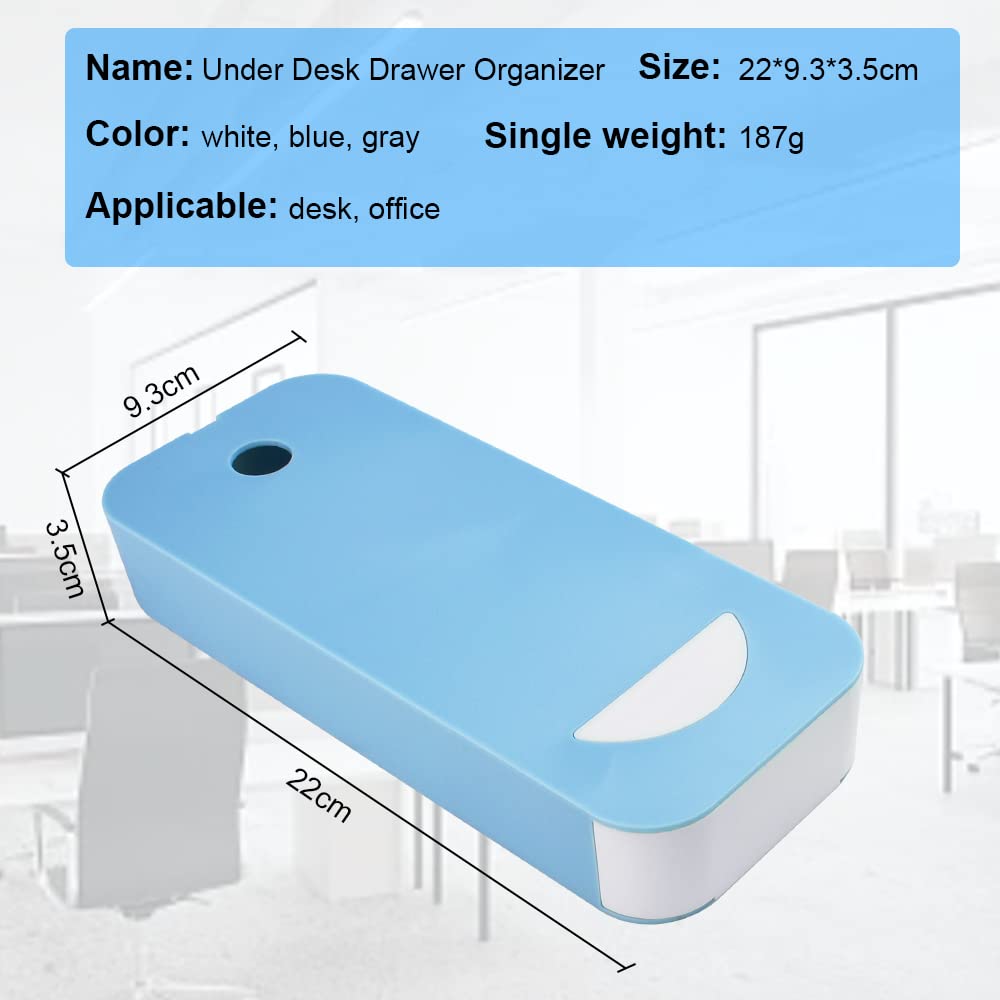 Name: Under Desk Drawer Organizer Size: 22*9.3*3.5cm
Color: white, blue, gray Single weight: 187g
Applicable: desk, office
9.3cm
3.5cm
22cm